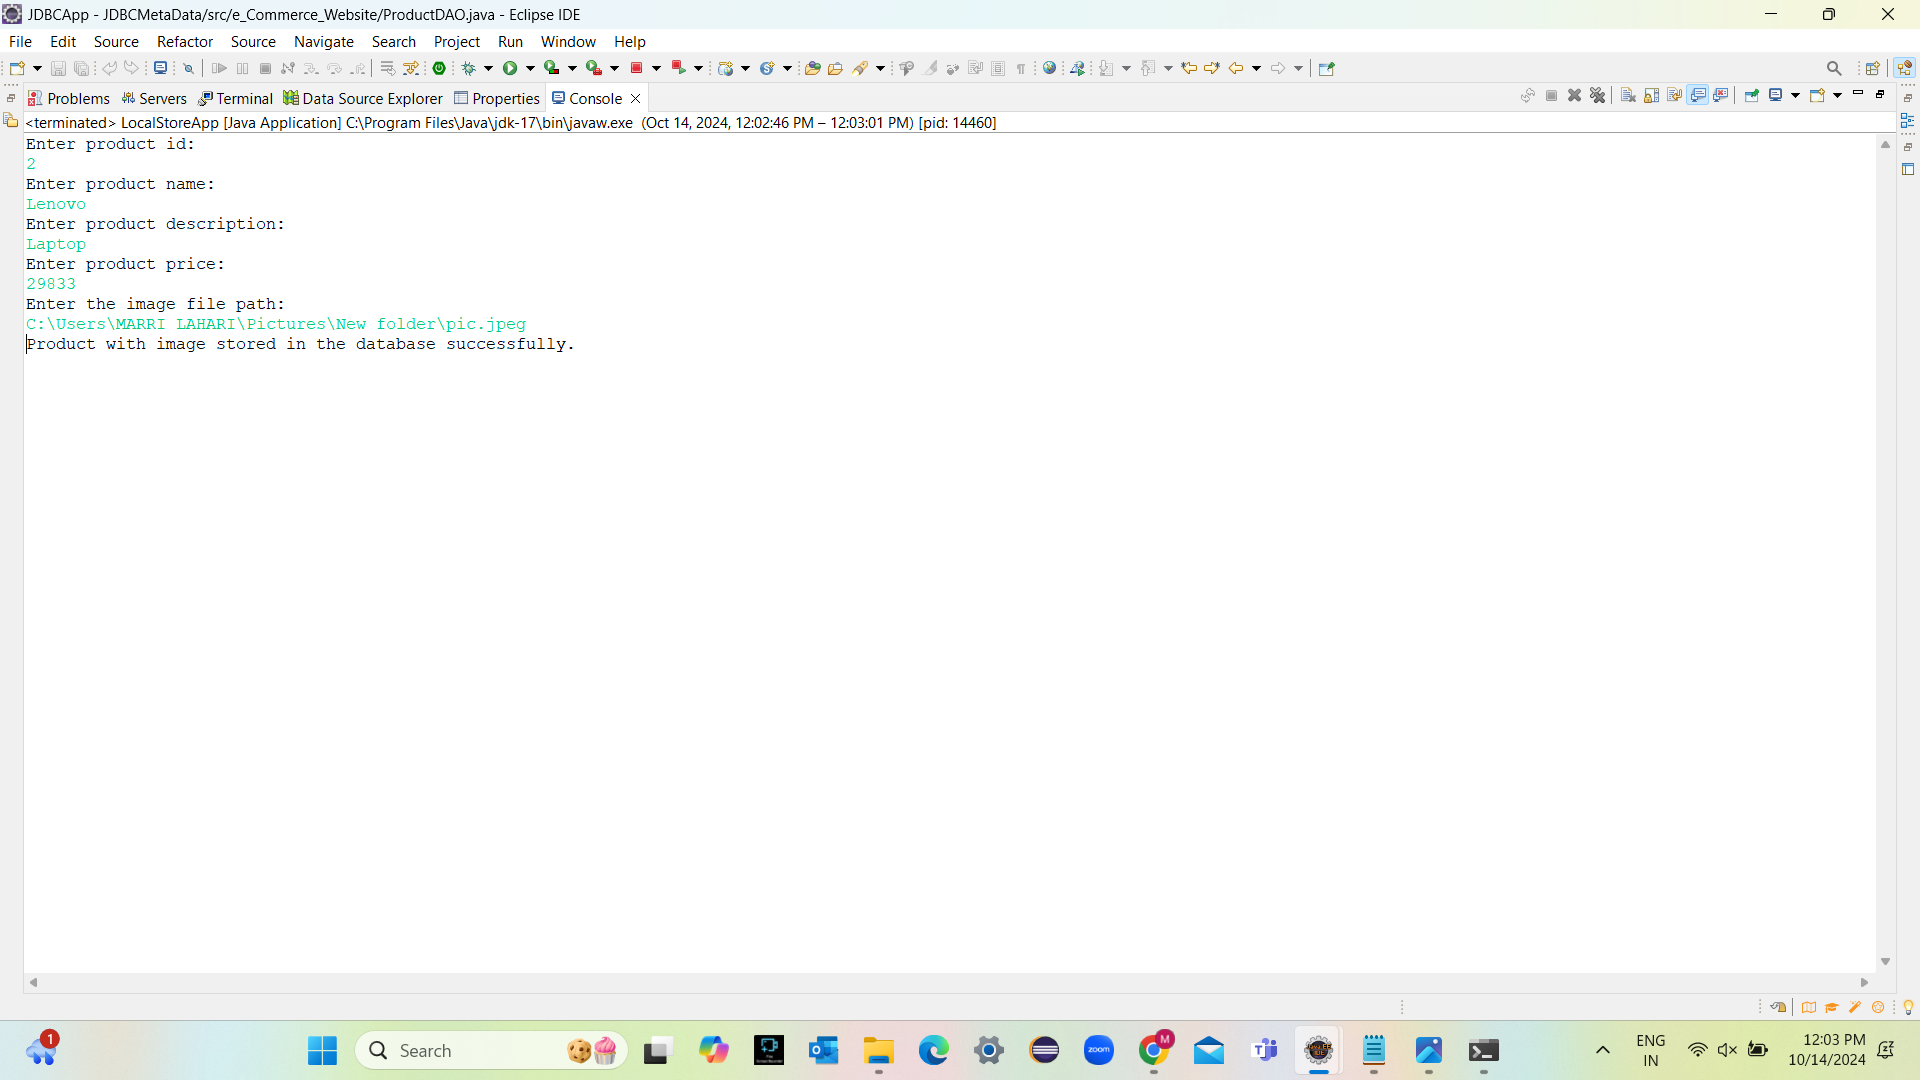 JDBCApp - JDBCMetaData/src/e_Commerce_Website/ProductDAO.java - Eclipse IDE
File Edit Source Refactor Source Navigate Search Project Run Window Help
Problems Servers Terminal Data Source Explorer Properties Console
<terminated> LocalStoreApp [Java Application] C:\Program Files\Java\jdk-17\bin\javaw.exe (Oct 14, 2024, 12:02:46 PM – 12:03:01 PM) [pid: 14460]
Enter product id:
2
Enter product name:
Lenovo
Enter product description:
Laptop
Enter product price:
29833
Enter the image file path:
C:\Users\MARRI LAHARI\Pictures\New folder\pic.jpeg
Product with image stored in the database successfully.
1
Search
zoom
M
ENG
IN
12:03 PM
10/14/2024